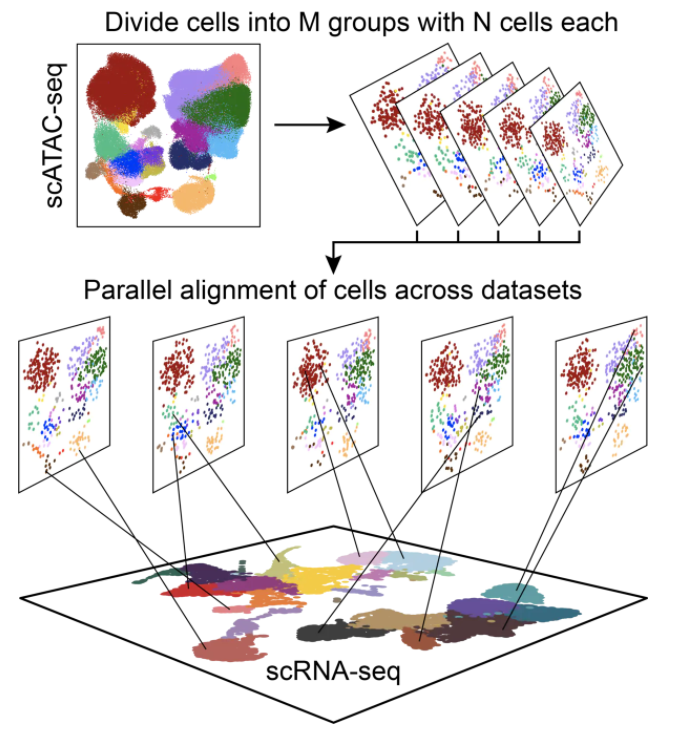 Divide cells into M groups with N cells each
scATAC-seq
Parallel alignment of cells across datasets
scRNA-seq